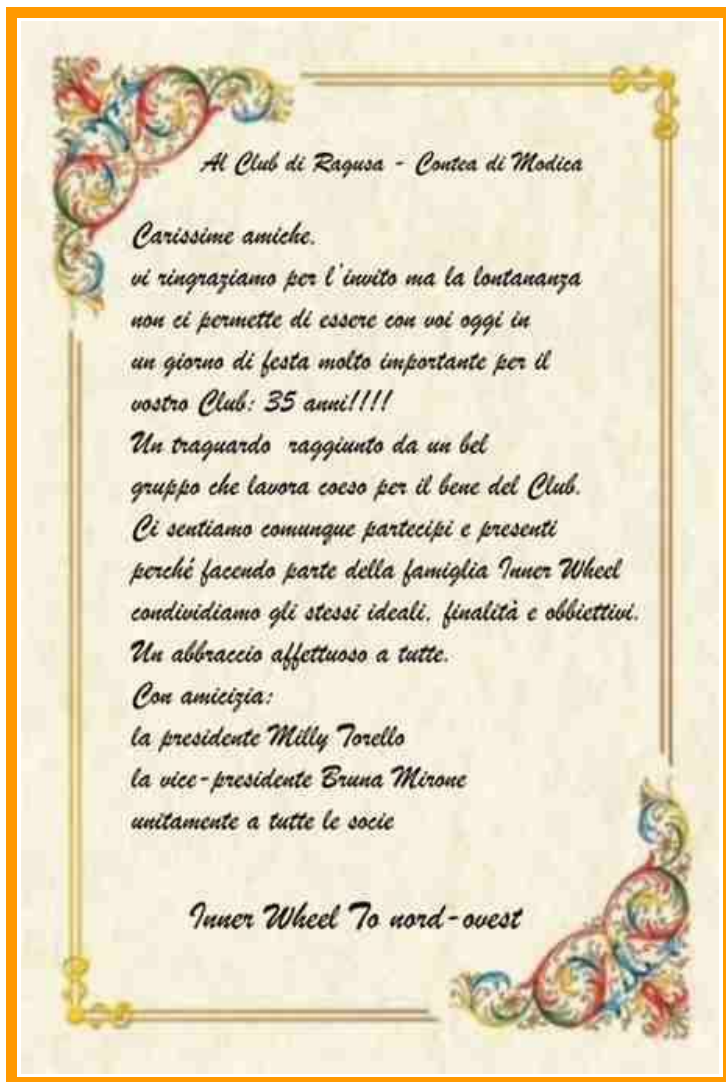 Al Club di Ragusa - Contea di Modica
Carissime amiche,
vi ringraziamo per l'invito ma la lontananza
non ci permette di essere con voi oggi in
un giorno di festa molto importante per il
vostro Club: 35 anni!!!!
Un traguardo raggiunto da un bel
gruppo che lavora coeso per il bene del Club.
Ci sentiamo comunque partecipi e presenti
perché facendo parte della famiglia Inner Wheel
condividiamo gli stessi ideali, finalità e obbiettivi.
Un abbraccio affettuoso a tutte.
Con amicizia:
la presidente Milly Torello
la vice-presidente Bruna Mirone
unitamente a tutte le socie
Inner Wheel To nord-ovest